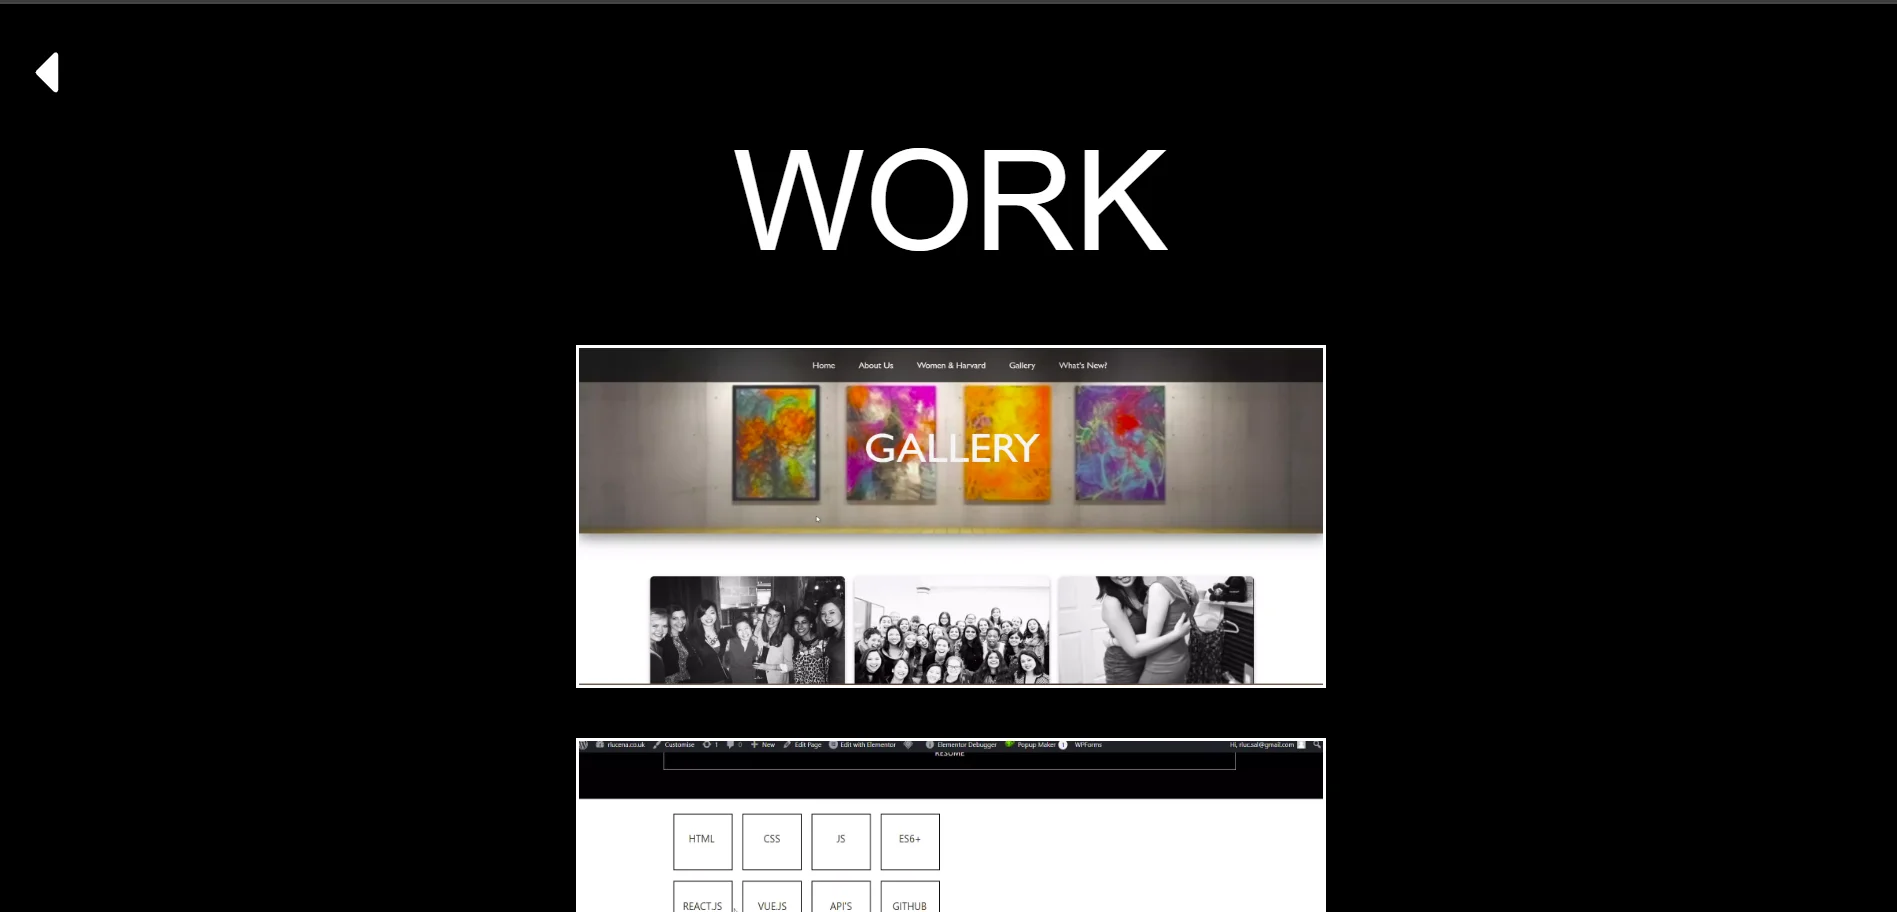 WORK
Home About Us Women & Harvard Gallery What's New?
GALLERY
rlucena.co.uk Customise 1 0 New Edit Page Edit with Elementor Elementor Debugger Popup Maker 1 WPForms Hi, rluc.sal@gmail.com
RESUME
HTML CSS JS ES6+
REACT.JS VUE.JS API'S GITHUB